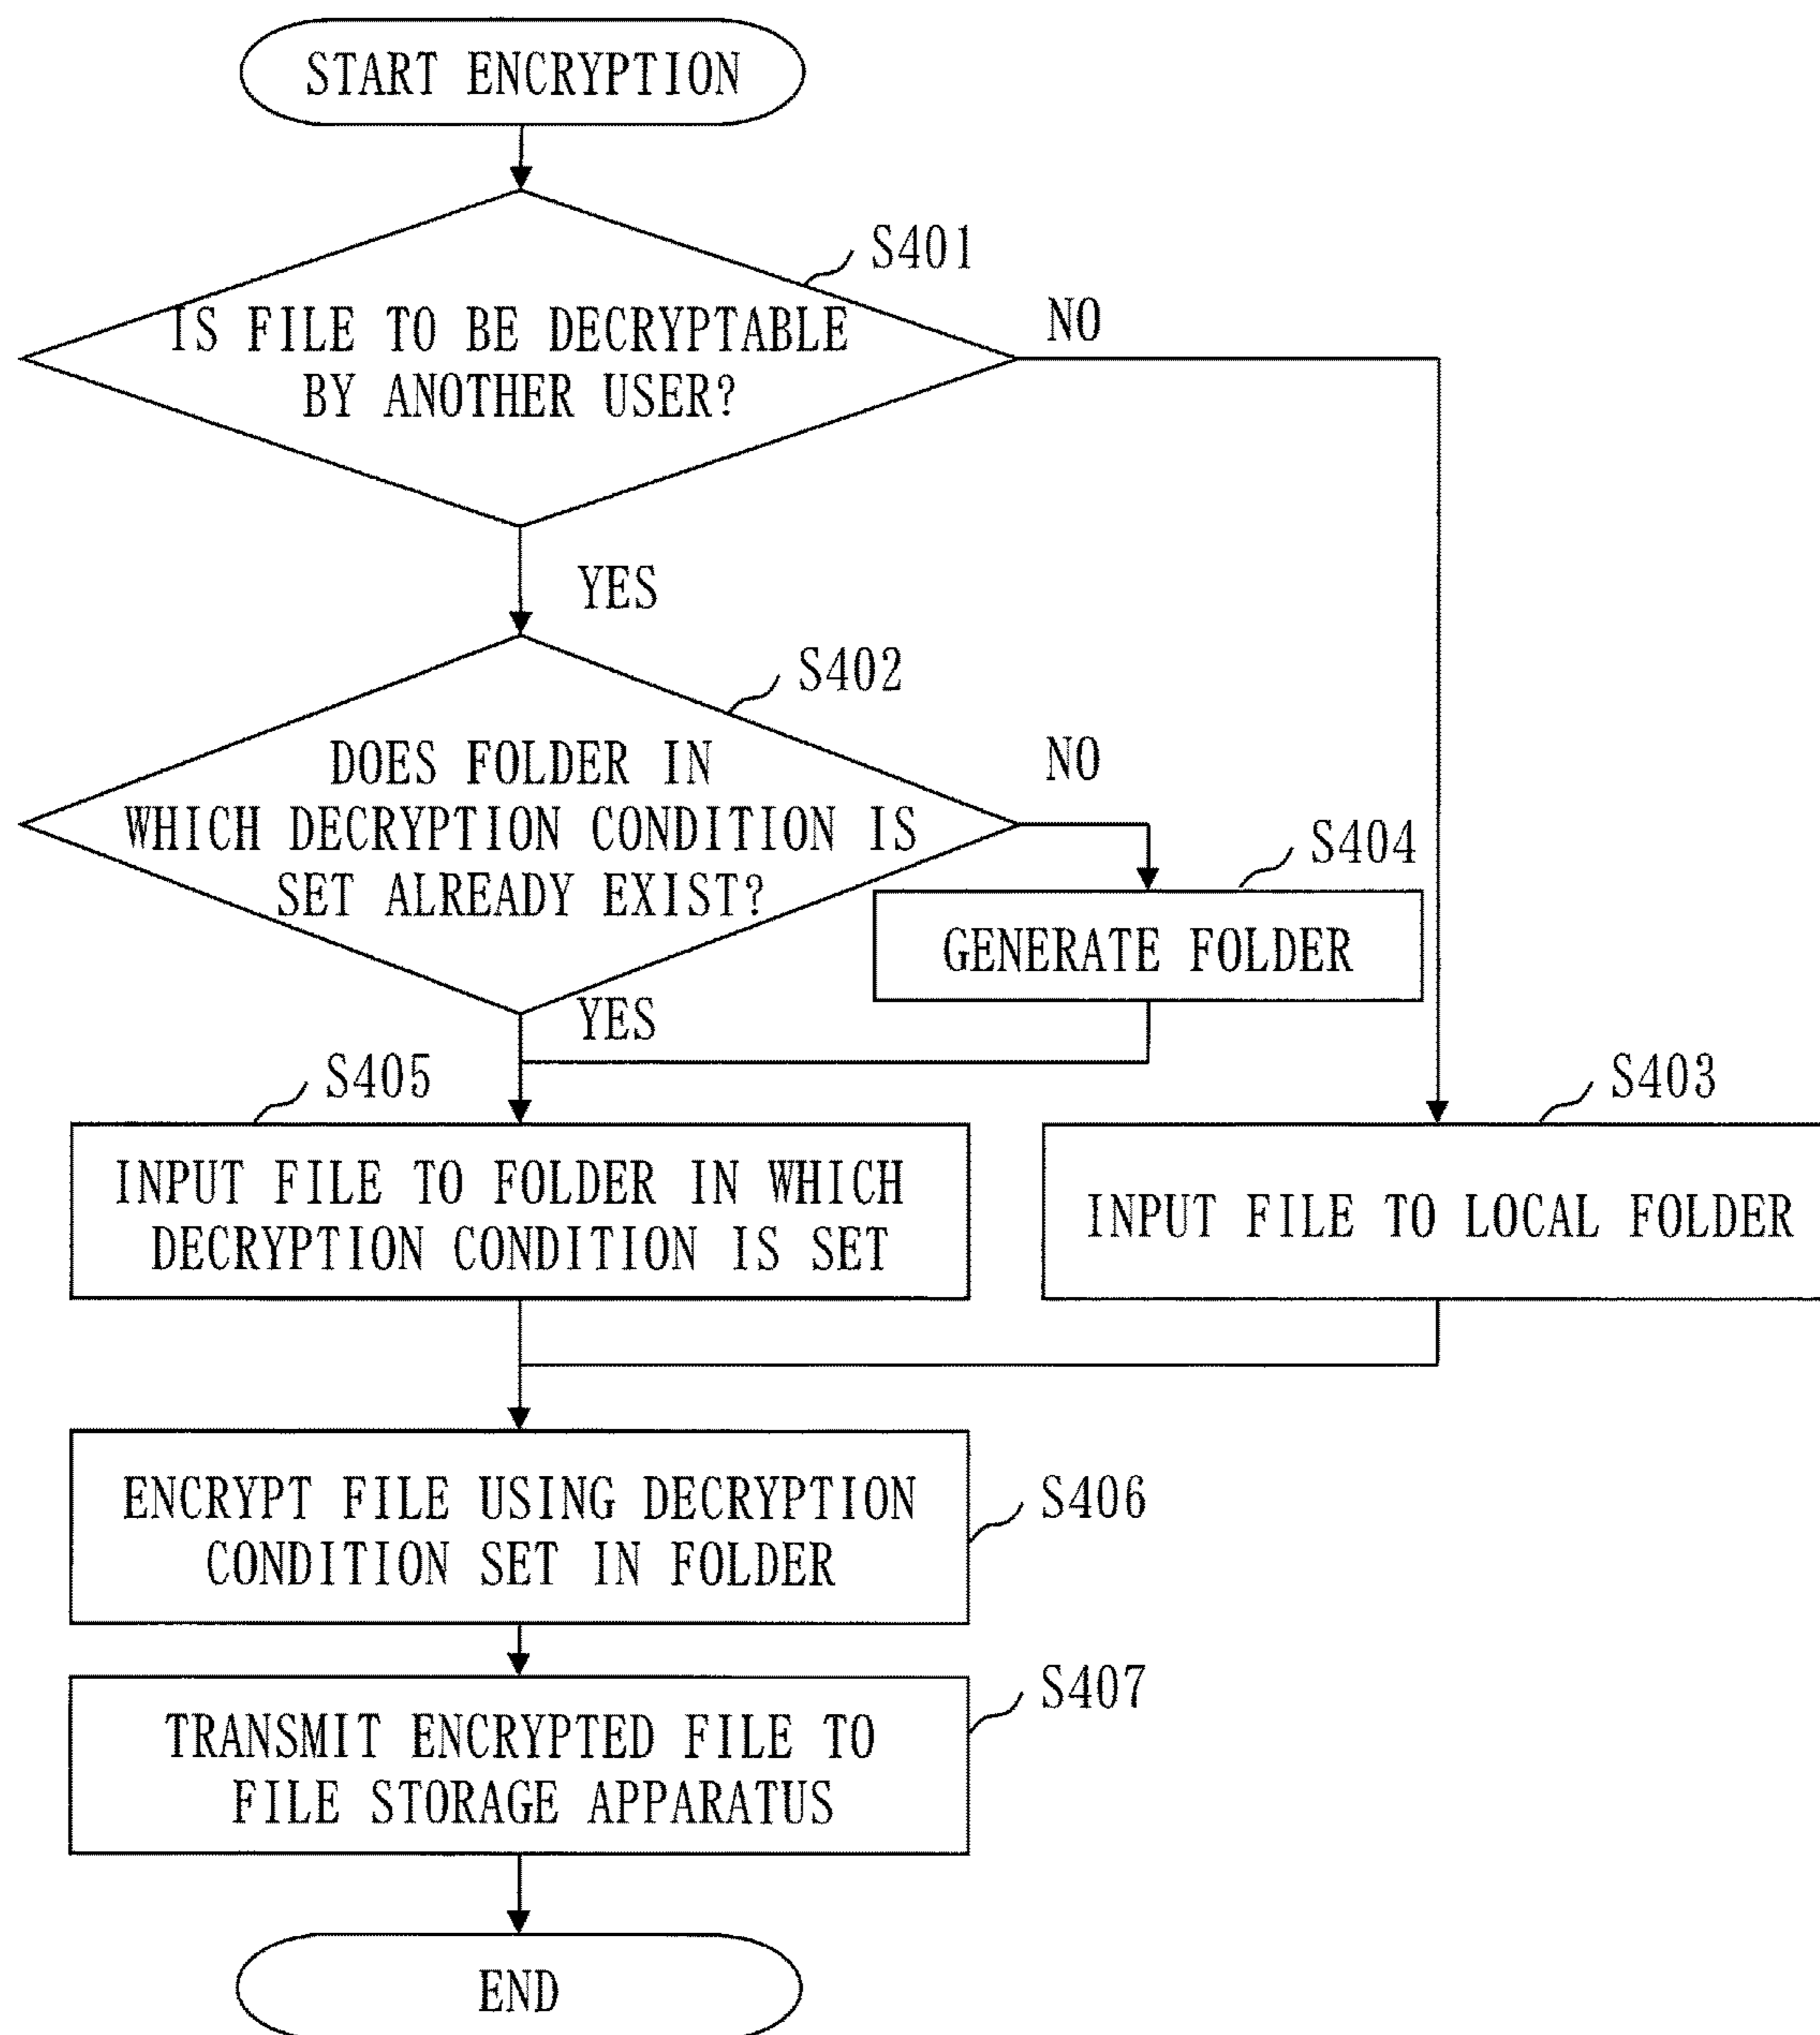 START ENCRYPTION
S401
IS FILE TO BE DECRYPTABLE
BY ANOTHER USER?
NO
YES
S402
DOES FOLDER IN
WHICH DECRYPTION CONDITION IS
SET ALREADY EXIST?
NO
S404
GENERATE FOLDER
YES
S405
INPUT FILE TO FOLDER IN WHICH
DECRYPTION CONDITION IS SET
S403
INPUT FILE TO LOCAL FOLDER
ENCRYPT FILE USING DECRYPTION
CONDITION SET IN FOLDER
S406
TRANSMIT ENCRYPTED FILE TO
FILE STORAGE APPARATUS
S407
END